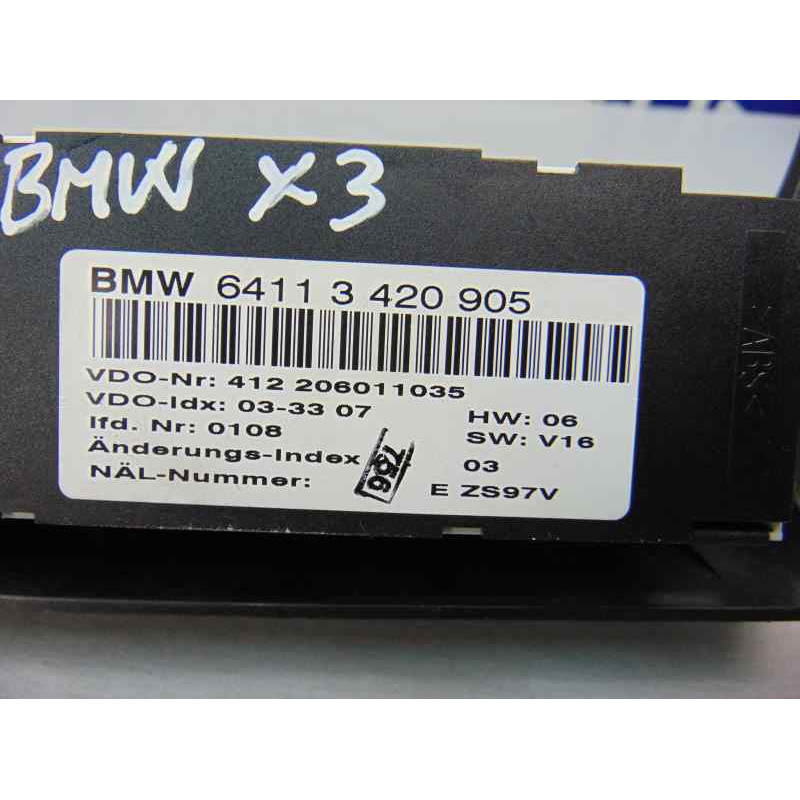 BMW X3
BMW 6411 3 420 905
VDO-Nr: 412 206011035
VDO-Idx: 03-33 07
HW: 06
lfd. Nr: 0108
SW: V16
Änderungs-Index
03
NÄL-Nummer:
E ZS97V
>ABS<